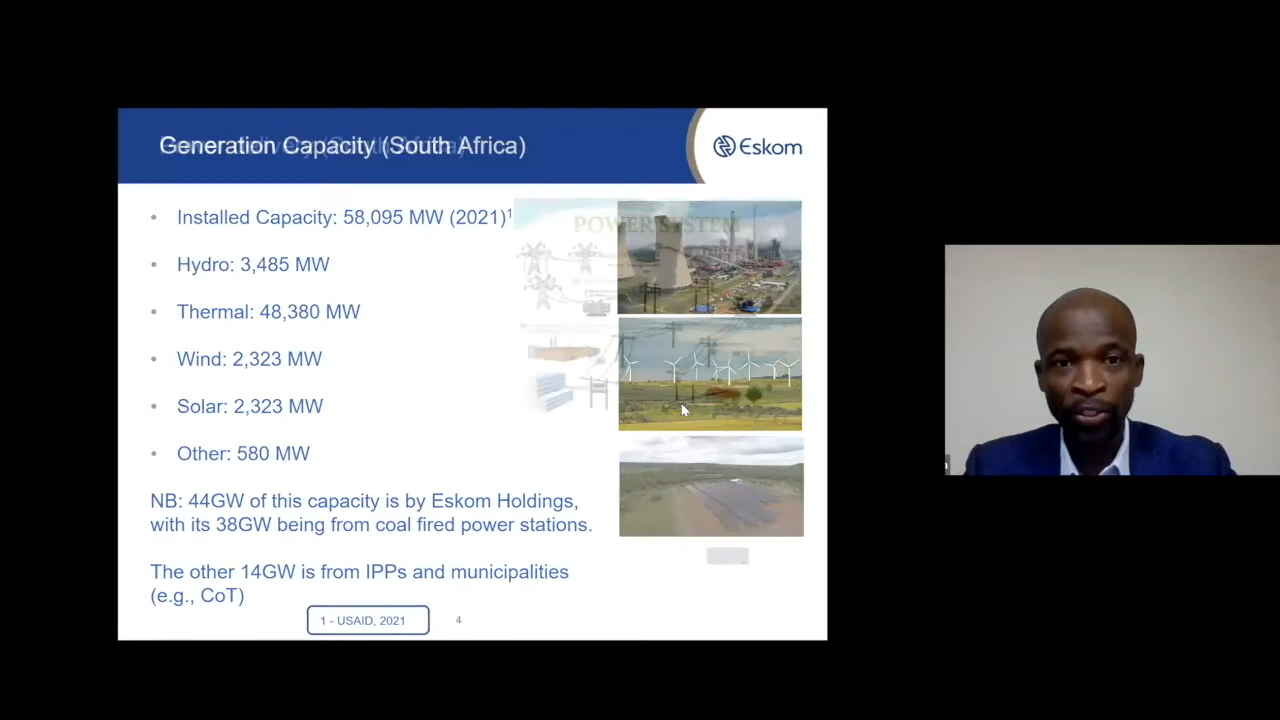 Generation Capacity (South Africa)
Eskom
• Installed Capacity: 58,095 MW (2021)¹
POWER SYSTEM
• Hydro: 3,485 MW
• Thermal: 48,380 MW
• Wind: 2,323 MW
• Solar: 2,323 MW
• Other: 580 MW
NB: 44GW of this capacity is by Eskom Holdings,
with its 38GW being from coal fired power stations.
The other 14GW is from IPPs and municipalities
(e.g., CoT)
1 - USAID, 2021
4